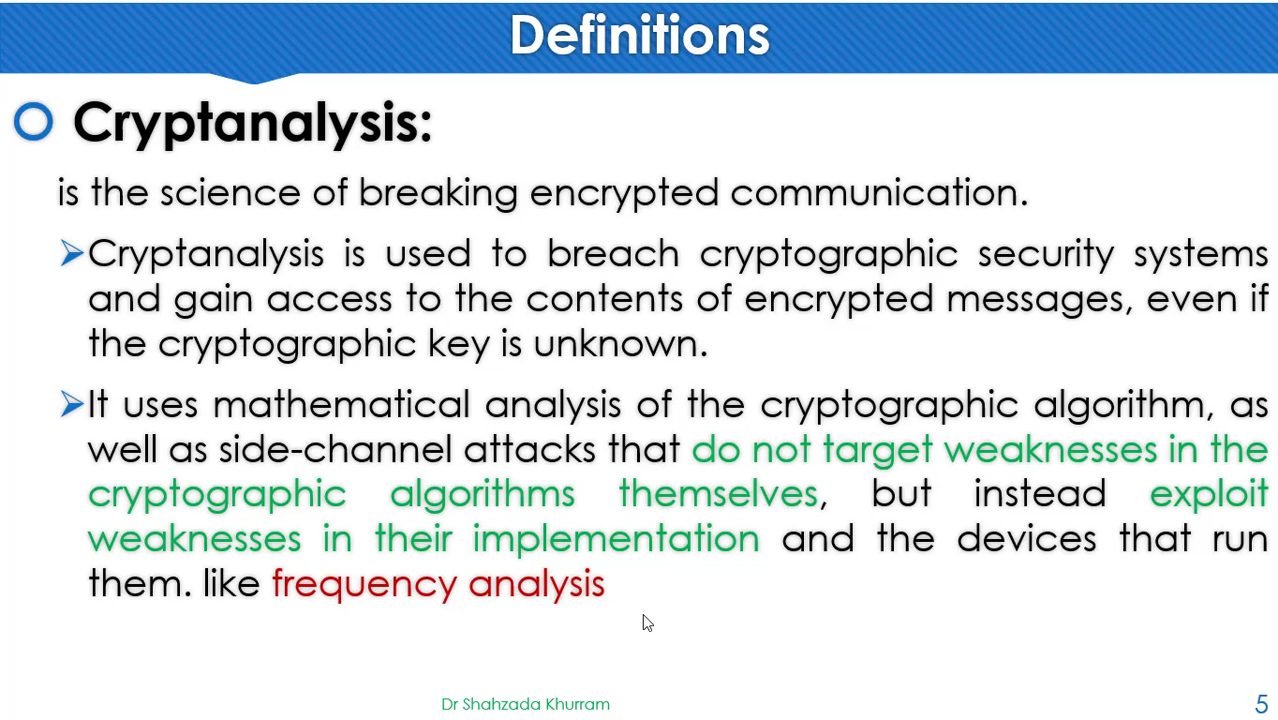 Definitions
Cryptanalysis:
is the science of breaking encrypted communication.
Cryptanalysis is used to breach cryptographic security systems
and gain access to the contents of encrypted messages, even if
the cryptographic key is unknown.
It uses mathematical analysis of the cryptographic algorithm, as
well as side-channel attacks that do not target weaknesses in the
cryptographic algorithms themselves, but instead exploit
weaknesses in their implementation and the devices that run
them. like frequency analysis
Dr Shahzada Khurram
5